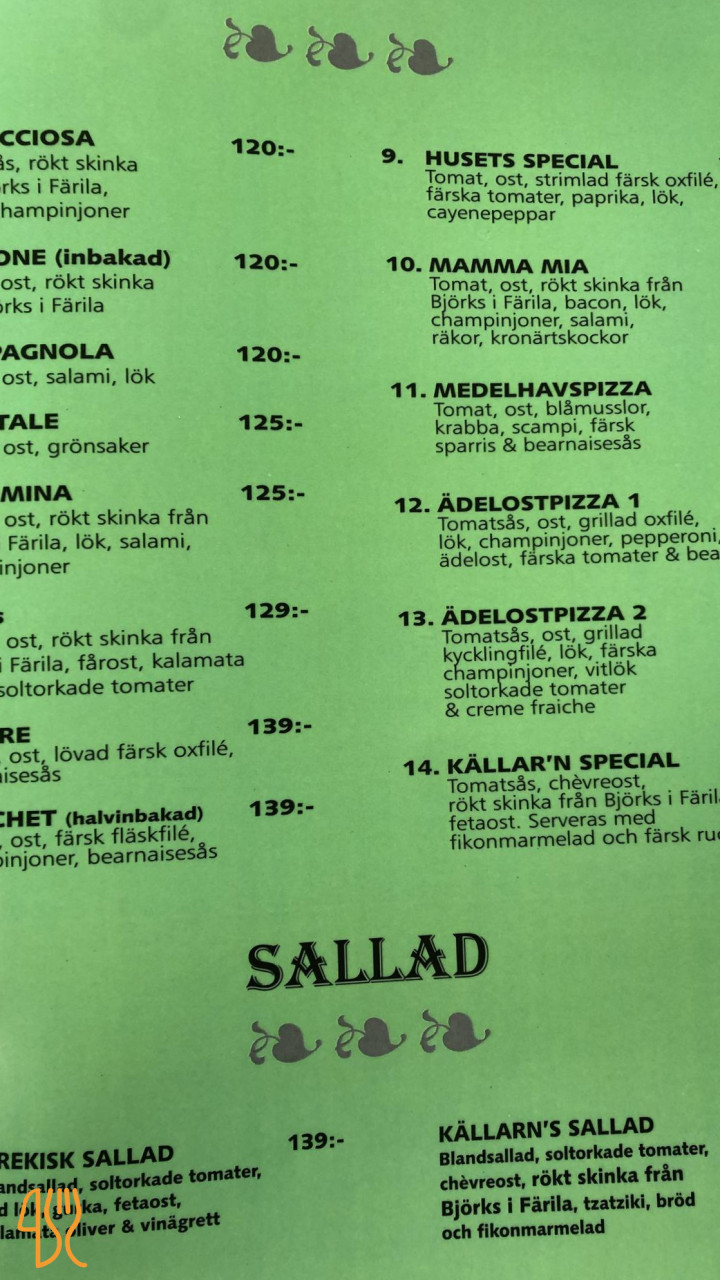 CCIOSA 120:-
ås, rökt skinka
rks i Färila,
hampinjoner
ONE (inbakad) 120:-
ost, rökt skinka
örks i Färila
PAGNOLA 120:-
ost, salami, lök
TALE 125:-
ost, grönsaker
MINA 125:-
ost, rökt skinka från
i Färila, lök, salami,
injoner
s 129:-
ost, rökt skinka från
i Färila, fårost, kalamata
soltorkade tomater
RE 139:-
, ost, lövad färsk oxfilé,
aisesås
CHET (halvinbakad) 139:-
, ost, färsk fläskfilé,
pinjoner, bearnaisesås
9. HUSETS SPECIAL
Tomat, ost, strimlad färsk oxfilé,
färska tomater, paprika, lök,
cayenepeppar
10. MAMMA MIA
Tomat, ost, rökt skinka från
Björks i Färila, bacon, lök,
champinjoner, salami,
räkor, kronärtskockor
11. MEDELHAVSPIZZA
Tomat, ost, blåmusslor,
krabba, scampi, färsk
sparris & bearnaisesås
12. ÄDELOSTPIZZA 1
Tomatsås, ost, grillad oxfilé,
lök, champinjoner, pepperoni,
ädelost, färska tomater & bea
13. ÄDELOSTPIZZA 2
Tomatsås, ost, grillad
kycklingfilé, lök, färska
champinjoner, vitlök
soltorkade tomater
& creme fraiche
14. KÄLLAR'N SPECIAL
Tomatsås, chèvreost,
rökt skinka från Björks i Färil
fetaost. Serveras med
fikonmarmelad och färsk ruc
SALLAD
REKISK SALLAD 139:-
andsallad, soltorkade tomater,
d lök, gurka, fetaost,
lamata oliver & vinägrett
KÄLLARN'S SALLAD
Blandsallad, soltorkade tomater,
chèvreost, rökt skinka från
Björks i Färila, tzatziki, bröd
och fikonmarmelad